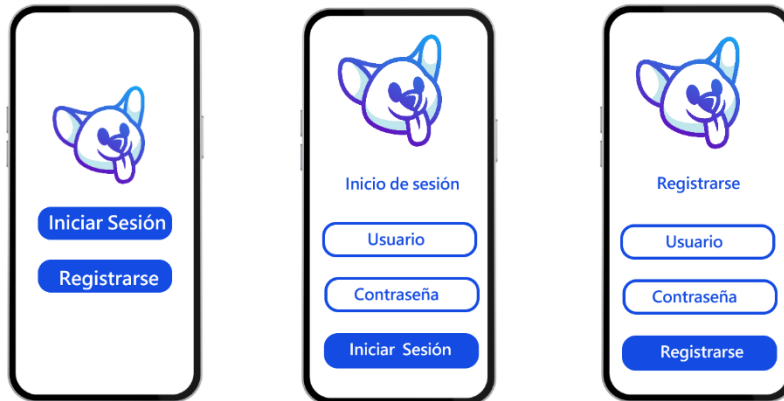 Iniciar Sesión
Registrarse
Inicio de sesión
Usuario
Contraseña
Iniciar Sesión
Registrarse
Usuario
Contraseña
Registrarse